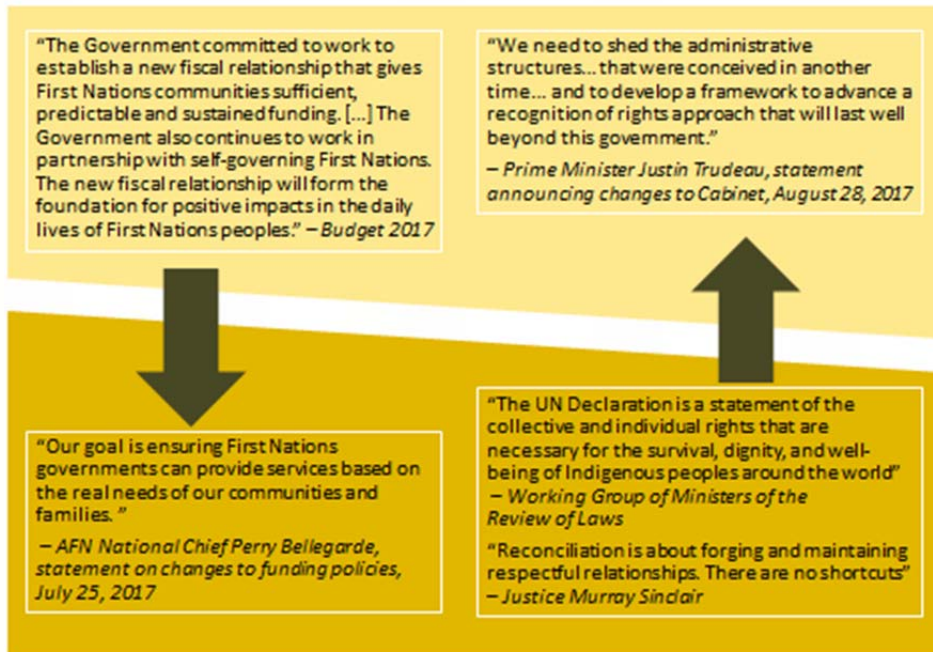 “The Government committed to work to
establish a new fiscal relationship that gives
First Nations communities sufficient,
predictable and sustained funding. [...] The
Government also continues to work in
partnership with self-governing First Nations.
The new fiscal relationship will form the
foundation for positive impacts in the daily
lives of First Nations peoples.” – Budget 2017
“We need to shed the administrative
structures... that were conceived in another
time... and to develop a framework to advance a
recognition of rights approach that will last well
beyond this government.”
– Prime Minister Justin Trudeau, statement
announcing changes to Cabinet, August 28, 2017
“Our goal is ensuring First Nations
governments can provide services based on
the real needs of our communities and
families. ”
– AFN National Chief Perry Bellegarde,
statement on changes to funding policies,
July 25, 2017
“The UN Declaration is a statement of the
collective and individual rights that are
necessary for the survival, dignity, and well-
being of Indigenous peoples around the world”
– Working Group of Ministers of the
Review of Laws
“Reconciliation is about forging and maintaining
respectful relationships. There are no shortcuts”
– Justice Murray Sinclair